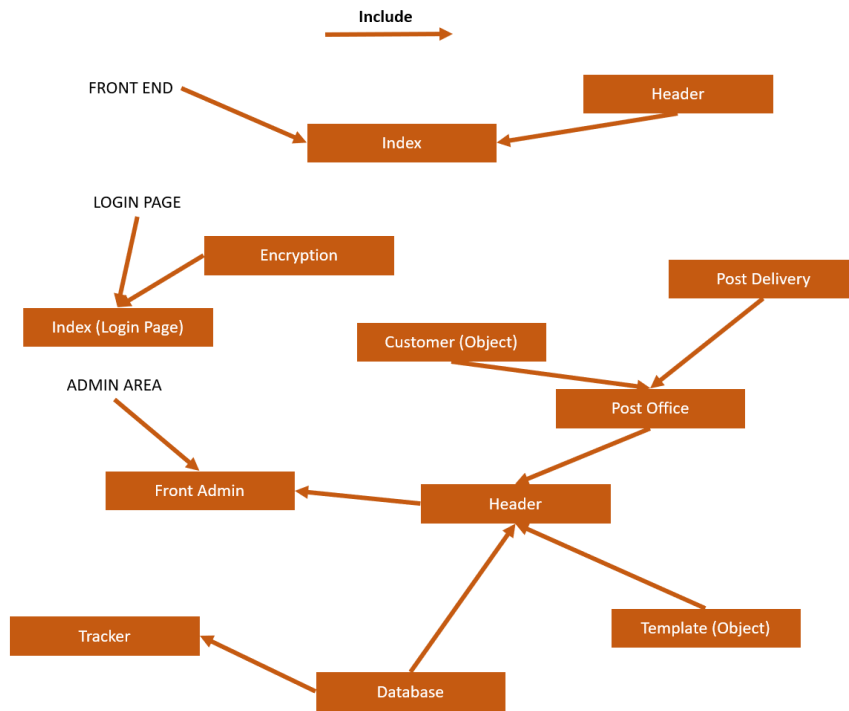 Include
FRONT END
Header
Index
LOGIN PAGE
Encryption
Post Delivery
Index (Login Page)
Customer (Object)
ADMIN AREA
Post Office
Front Admin
Header
Template (Object)
Tracker
Database